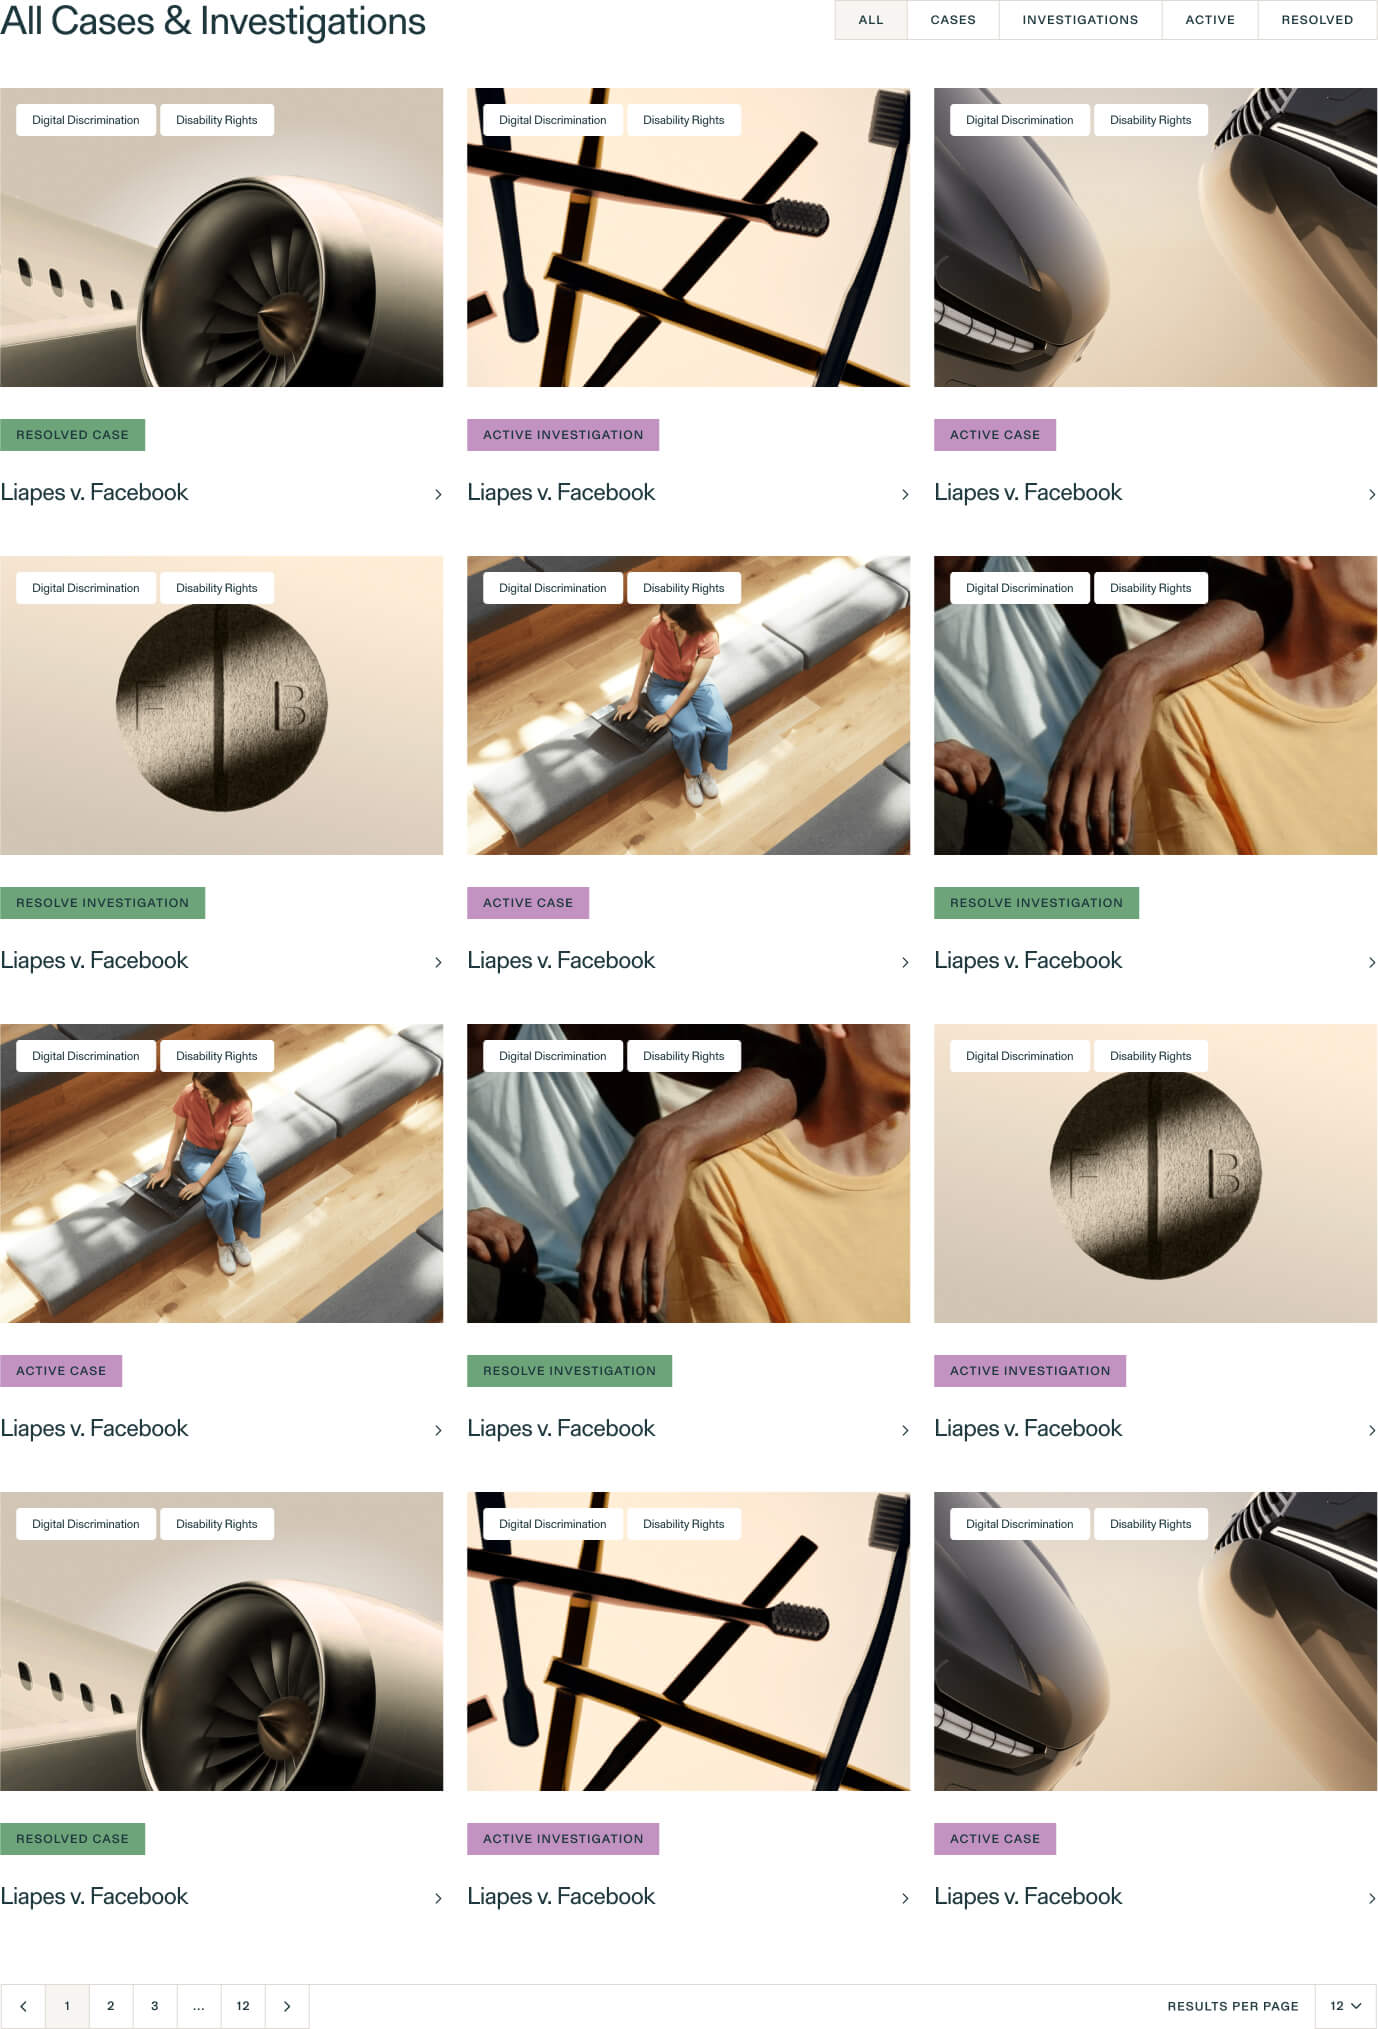 All Cases & Investigations
ALL CASES INVESTIGATIONS ACTIVE RESOLVED
Digital Discrimination Disability Rights Digital Discrimination Disability Rights Digital Discrimination Disability Rights
RESOLVED CASE ACTIVE INVESTIGATION ACTIVE CASE
Liapes v. Facebook Liapes v. Facebook Liapes v. Facebook
Digital Discrimination Disability Rights Digital Discrimination Disability Rights Digital Discrimination Disability Rights
F B
RESOLVE INVESTIGATION ACTIVE CASE RESOLVE INVESTIGATION
Liapes v. Facebook Liapes v. Facebook Liapes v. Facebook
Digital Discrimination Disability Rights Digital Discrimination Disability Rights Digital Discrimination Disability Rights
F B
ACTIVE CASE RESOLVE INVESTIGATION ACTIVE INVESTIGATION
Liapes v. Facebook Liapes v. Facebook Liapes v. Facebook
Digital Discrimination Disability Rights Digital Discrimination Disability Rights Digital Discrimination Disability Rights
RESOLVED CASE ACTIVE INVESTIGATION ACTIVE CASE
Liapes v. Facebook Liapes v. Facebook Liapes v. Facebook
1 2 3 ... 12 RESULTS PER PAGE 12